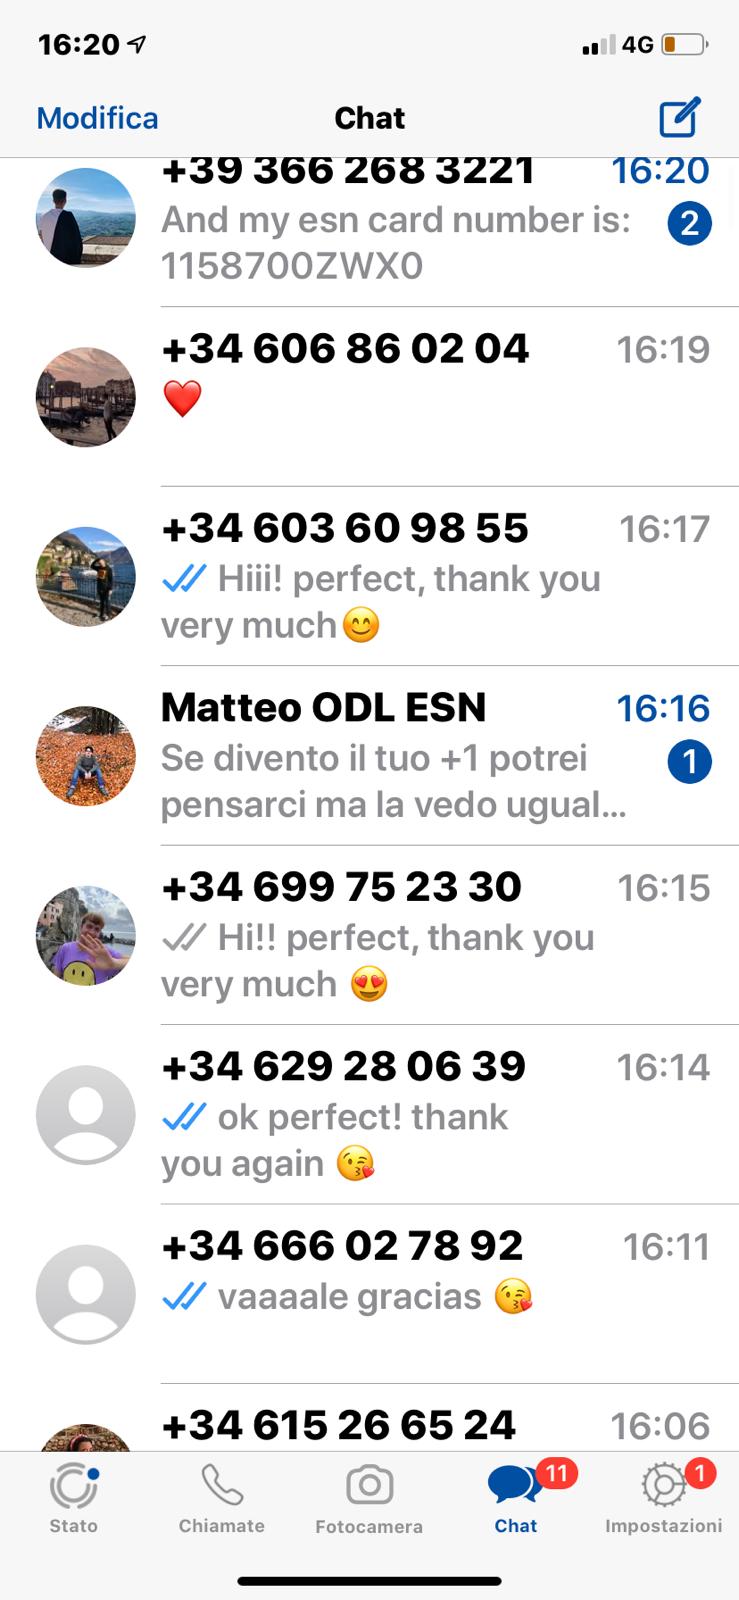 16:20 4G
Modifica Chat
+39 366 268 3221 16:20
And my esn card number is: 2
1158700ZWX0
+34 606 86 02 04 16:19
❤️
+34 603 60 98 55 16:17
Hiii! perfect, thank you
very much😊
Matteo ODL ESN 16:16
Se divento il tuo +1 potrei 1
pensarci ma la vedo ugual...
+34 699 75 23 30 16:15
Hi!! perfect, thank you
very much 😍
+34 629 28 06 39 16:14
ok perfect! thank
you again 😘
+34 666 02 78 92 16:11
vaaaale gracias 😘
+34 615 26 65 24 16:06
11 1
Stato Chiamate Fotocamera Chat Impostazioni